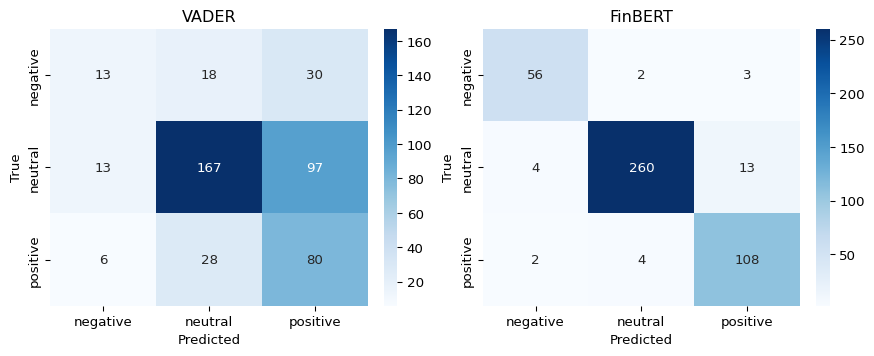 VADER
negative 13 18 30
neutral 13 167 97
positive 6 28 80
True
negative neutral positive
Predicted
160
140
120
100
80
60
40
20
FinBERT
negative 56 2 3
neutral 4 260 13
positive 2 4 108
True
negative neutral positive
Predicted
250
200
150
100
50